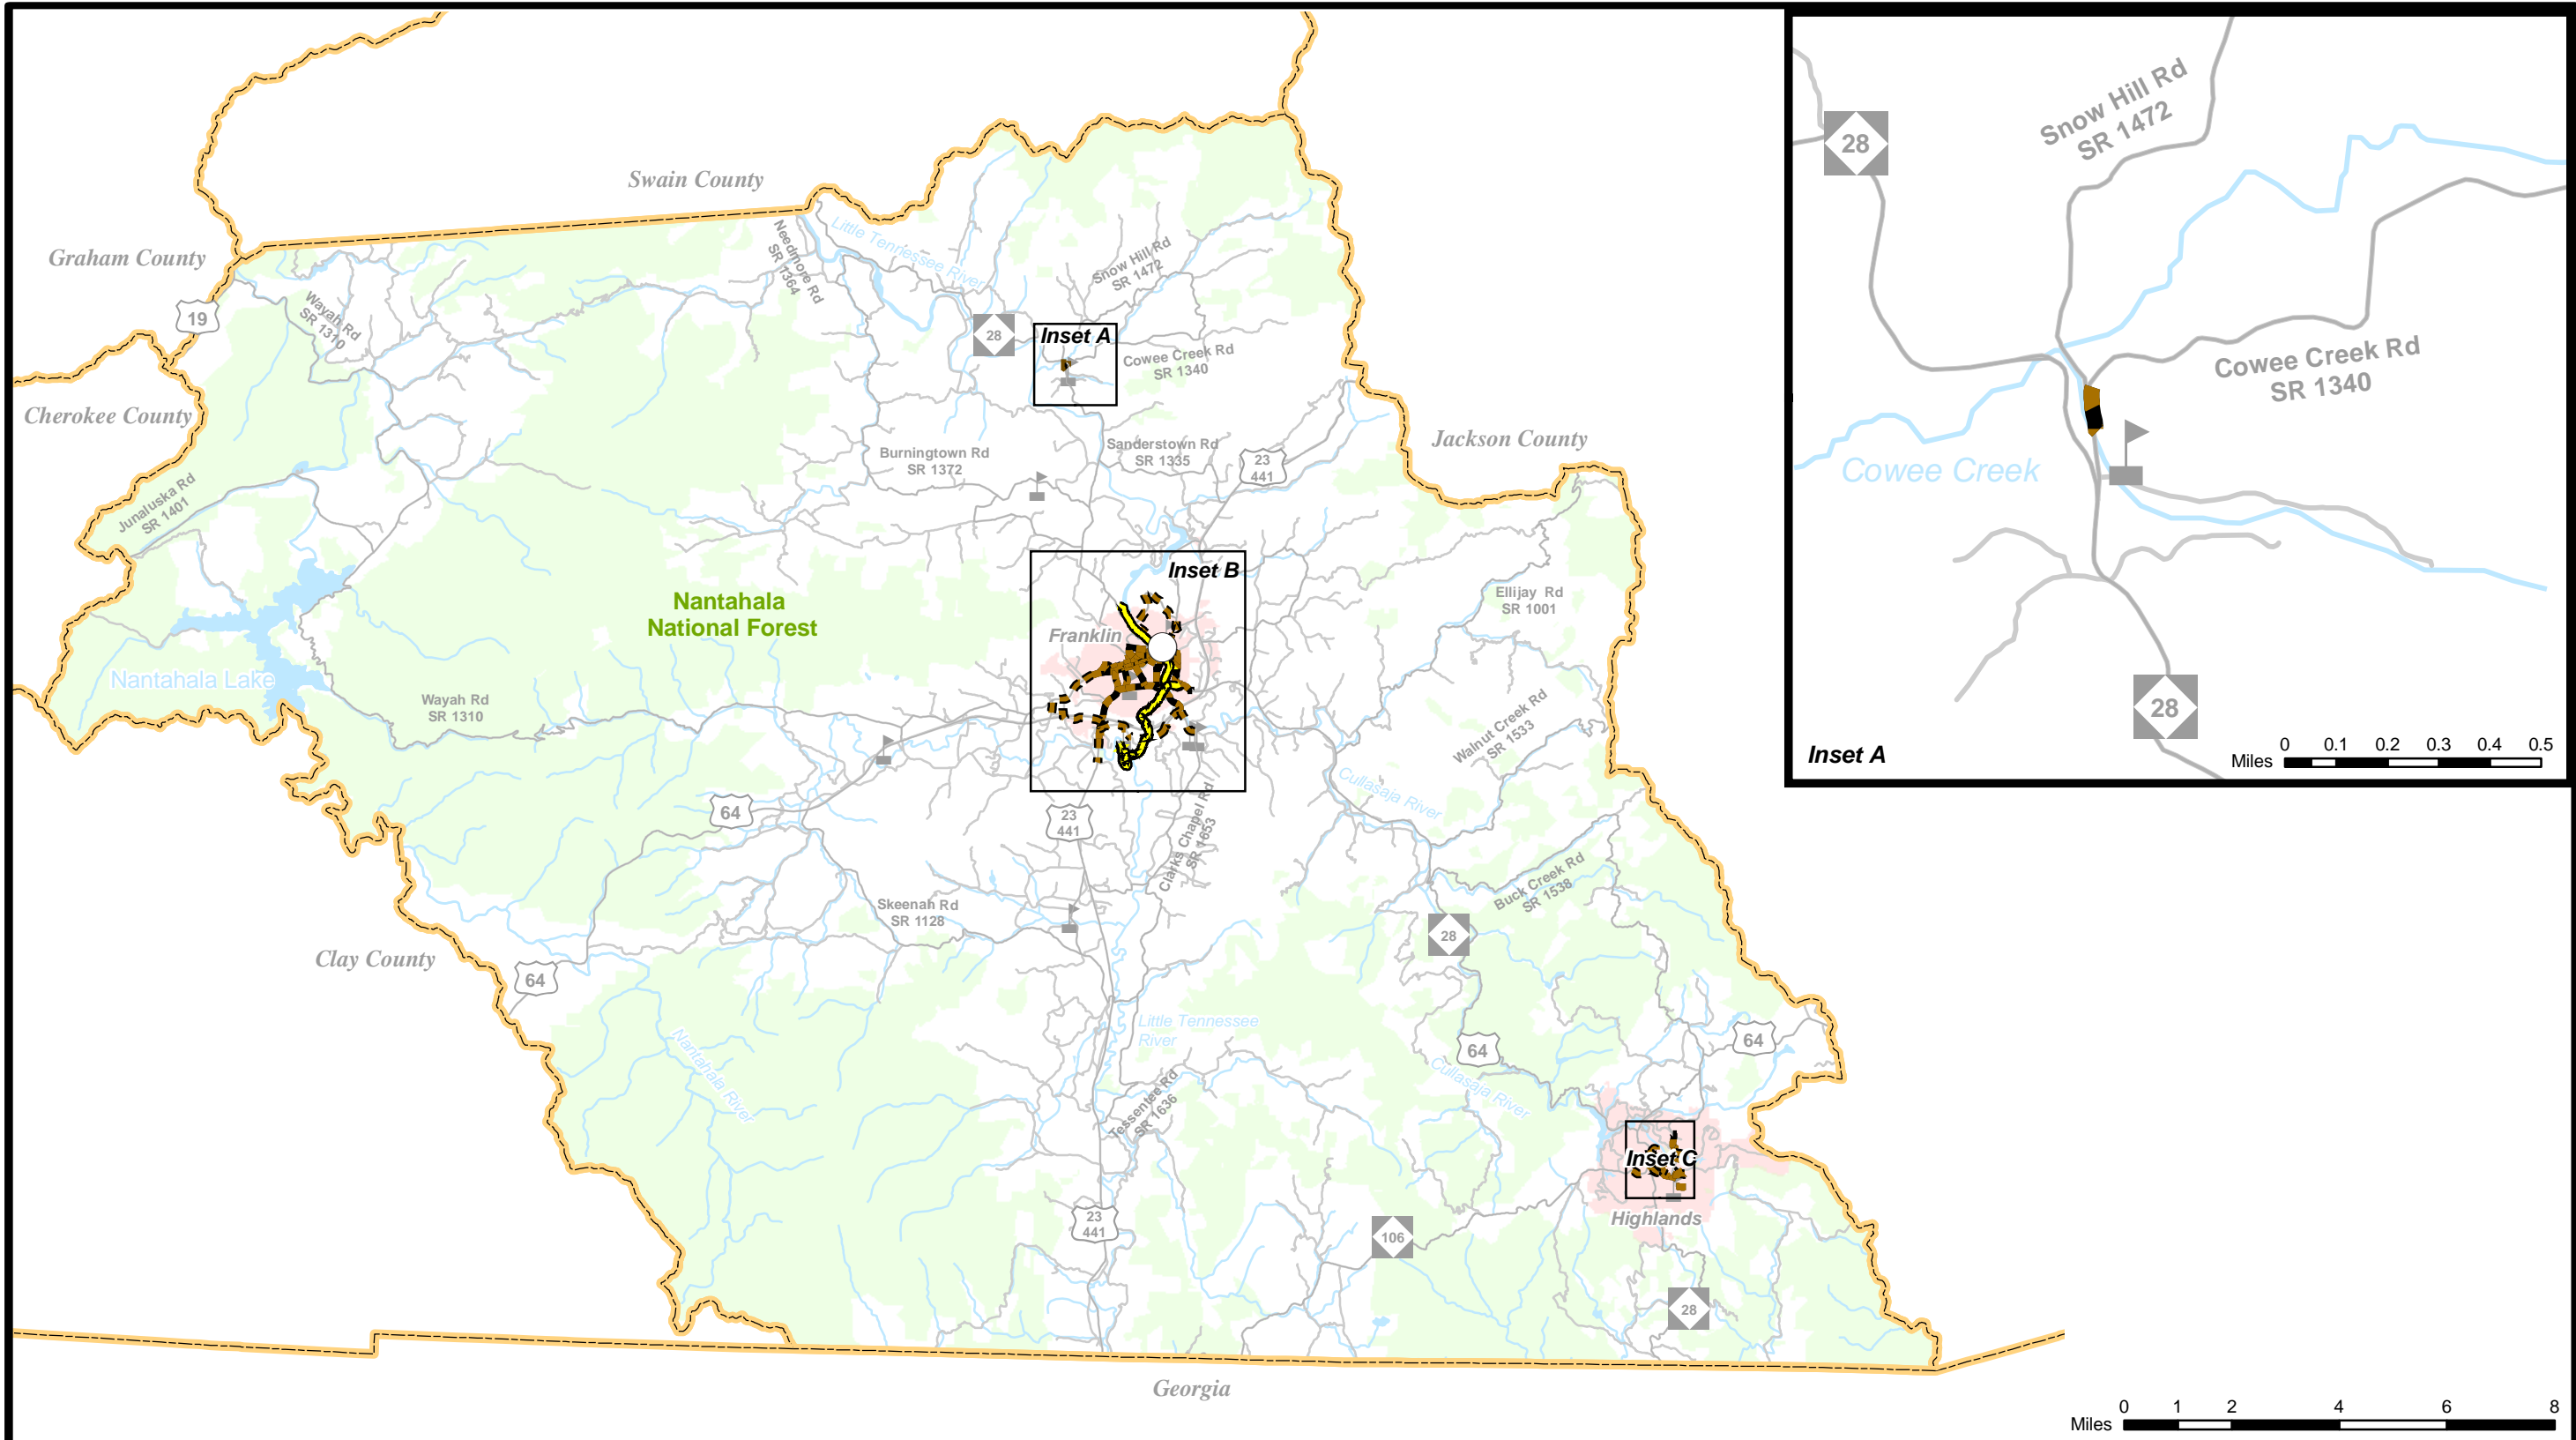 Swain County
Graham County
19
Wayah Rd
SR 1310
Cherokee County
Junaluska Rd
SR 1401
Needmore Rd
SR 1364
Little Tennessee River
28
Snow Hill Rd
SR 1472
Inset A
Cowee Creek Rd
SR 1340
Jackson County
Burningtown Rd
SR 1372
Sanderstown Rd
SR 1335
23
441
Inset B
Nantahala
National Forest
Franklin
Ellijay Rd
SR 1001
Nantahala Lake
Wayah Rd
SR 1310
Walnut Creek Rd
SR 1533
Cullasaja River
64
23
441
Clarks Chapel Rd
SR 1653
Buck Creek Rd
SR 1538
Skeenah Rd
SR 1128
28
Clay County
64
Little Tennessee
River
Nantahala River
64
64
Cullasaja River
Tessentee Rd
SR 1636
Inset C
Highlands
23
441
106
28
Georgia
Miles
0 1 2 4 6 8
28
Snow Hill Rd
SR 1472
Cowee Creek Rd
SR 1340
Cowee Creek
28
Inset A
Miles
0 0.1 0.2 0.3 0.4 0.5